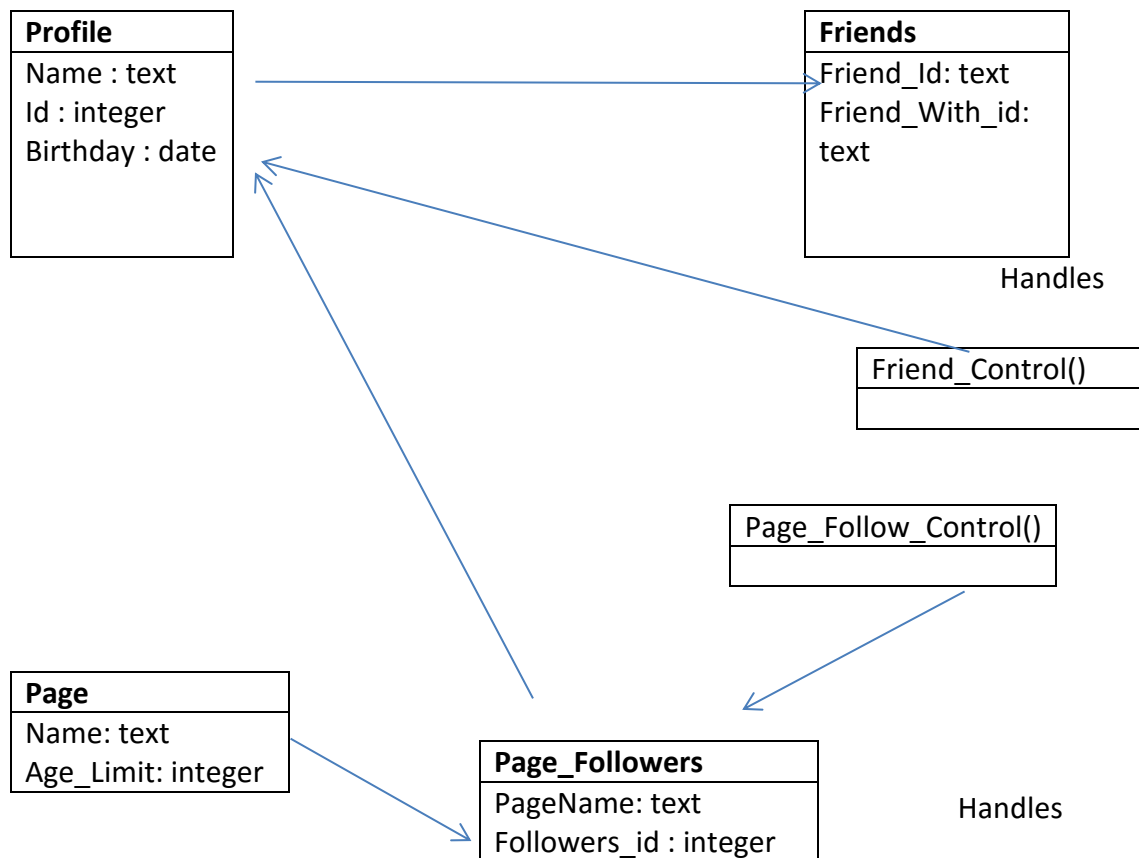 Profile
Name : text
Id : integer
Birthday : date
Friends
Friend_Id: text
Friend_With_id:
text
Handles
Friend_Control()
Page_Follow_Control()
Page
Name: text
Age_Limit: integer
Page_Followers
PageName: text
Followers_id : integer
Handles